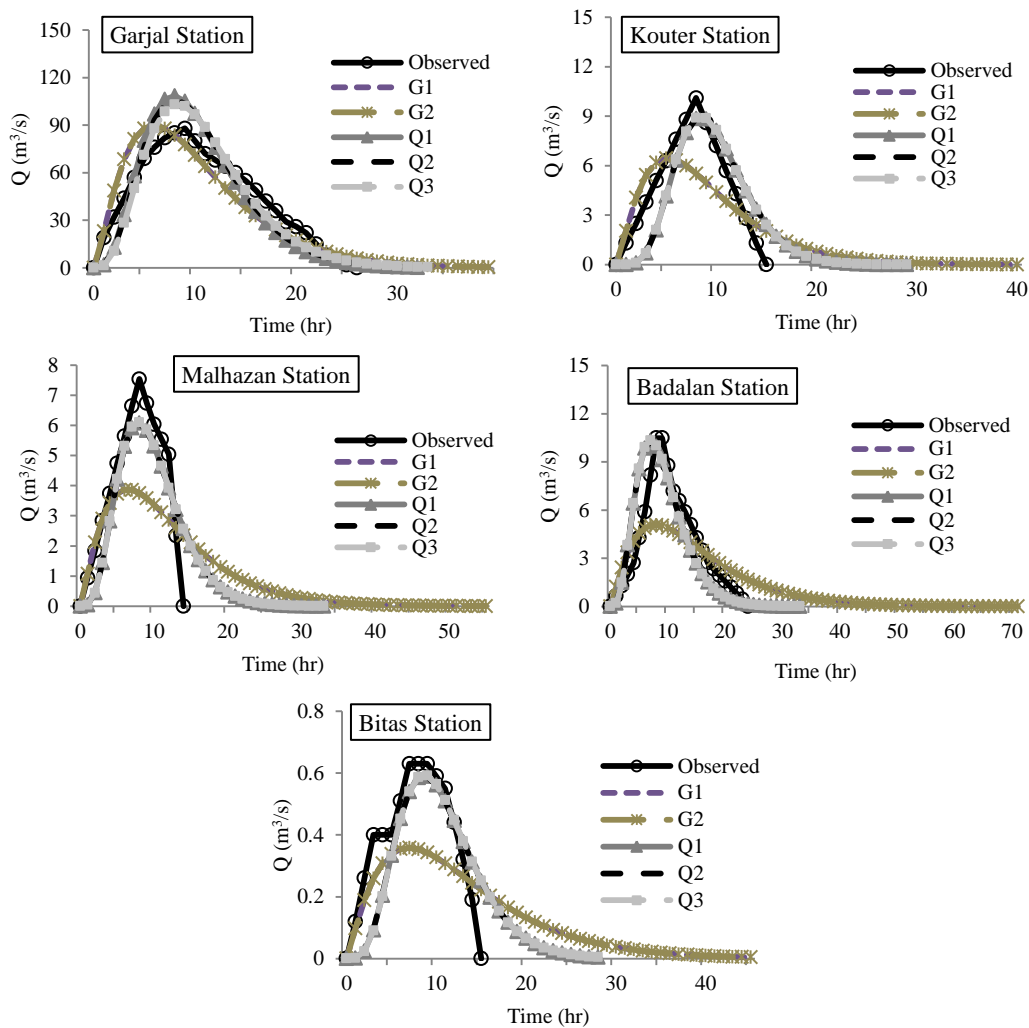 Garjal Station
Q (m³/s)
150
120
90
60
30
0
0 10 20 30
Time (hr)
Observed
G1
G2
Q1
Q2
Q3
Kouter Station
Q (m³/s)
15
12
9
6
3
0
0 10 20 30 40
Time (hr)
Observed
G1
G2
Q1
Q2
Q3
Malhazan Station
Q (m³/s)
8
7
6
5
4
3
2
1
0
0 10 20 30 40 50
Time (hr)
Observed
G1
G2
Q1
Q2
Q3
Badalan Station
Q (m³/s)
15
12
9
6
3
0
0 10 20 30 40 50 60 70
Time (hr)
Observed
G1
G2
Q1
Q2
Q3
Bitas Station
Q (m³/s)
0.8
0.6
0.4
0.2
0
0 10 20 30 40
Time (hr)
Observed
G1
G2
Q1
Q2
Q3